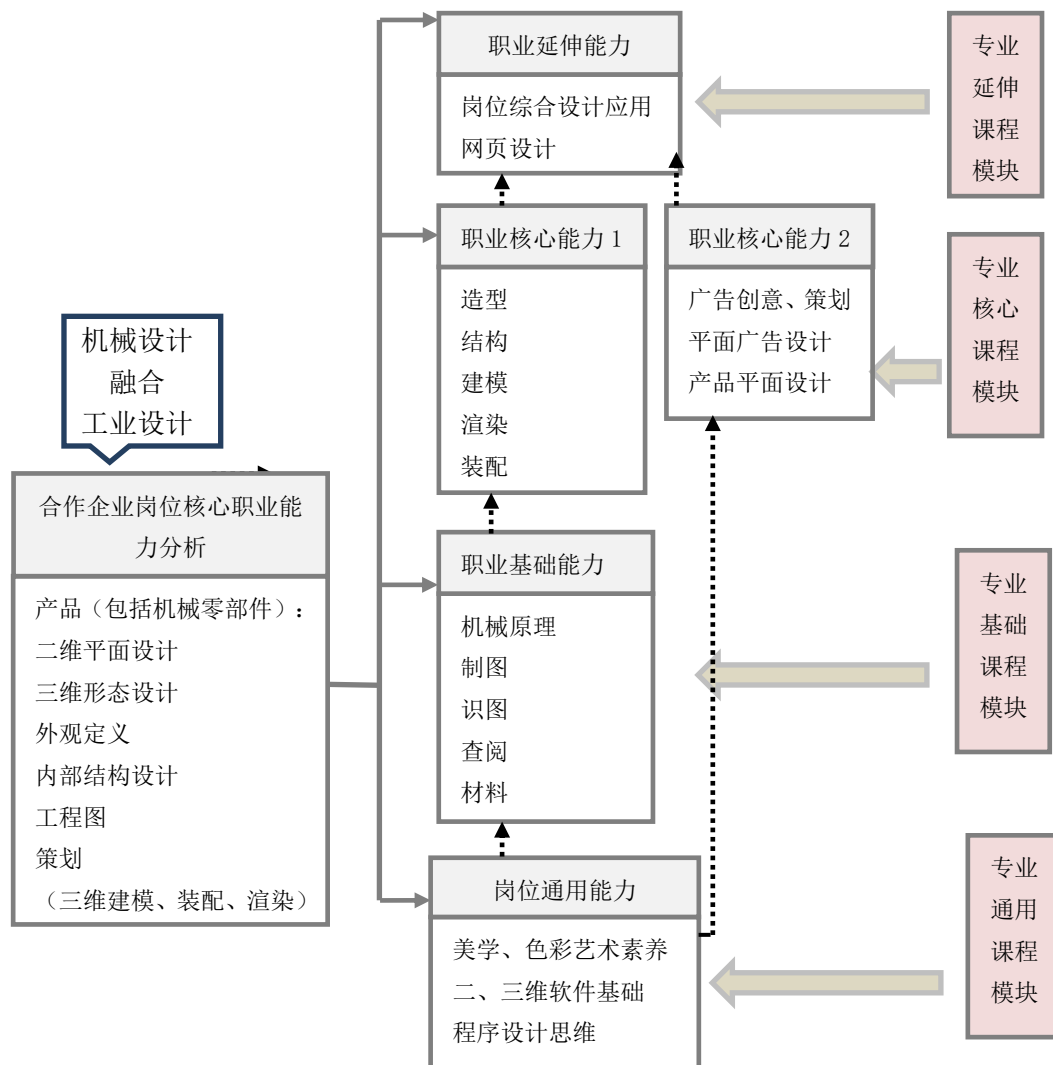 职业延伸能力
岗位综合设计应用
网页设计
专业
延伸
课程
模块
职业核心能力1
造型
结构
建模
渲染
装配
职业核心能力2
广告创意、策划
平面广告设计
产品平面设计
专业
核心
课程
模块
机械设计
融合
工业设计
合作企业岗位核心职业能
力分析
产品（包括机械零部件）：
二维平面设计
三维形态设计
外观定义
内部结构设计
工程图
策划
（三维建模、装配、渲染）
职业基础能力
机械原理
制图
识图
查阅
材料
专业
基础
课程
模块
岗位通用能力
美学、色彩艺术素养
二、三维软件基础
程序设计思维
专业
通用
课程
模块